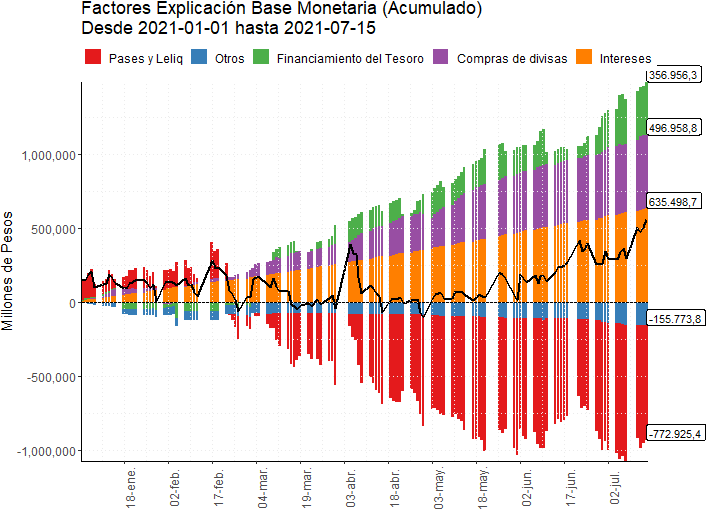 Factores Explicación Base Monetaria (Acumulado)
Desde 2021-01-01 hasta 2021-07-15
Pases y Leliq Otros Financiamiento del Tesoro Compras de divisas Intereses
356.956,3
1,000,000
496.958,8
635.498,7
500,000
Millones de Pesos
0
-155.773,8
-500,000
-772.925,4
-1,000,000
18-ene. 02-feb. 17-feb. 04-mar. 19-mar. 03-abr. 18-abr. 03-may. 18-may. 02-jun. 17-jun. 02-jul.